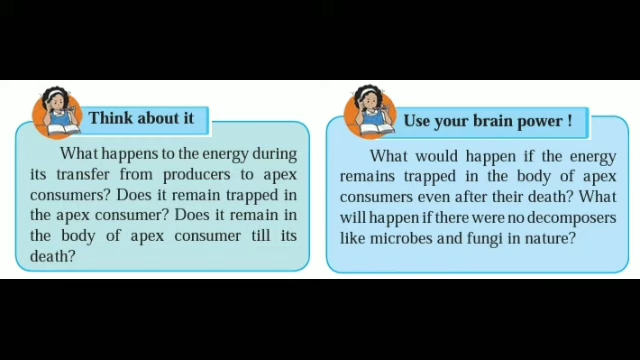 Think about it
What happens to the energy during
its transfer from producers to apex
consumers? Does it remain trapped in
the apex consumer? Does it remain in
the body of apex consumer till its
death?
Use your brain power !
What would happen if the energy
remains trapped in the body of apex
consumers even after their death? What
will happen if there were no decomposers
like microbes and fungi in nature?